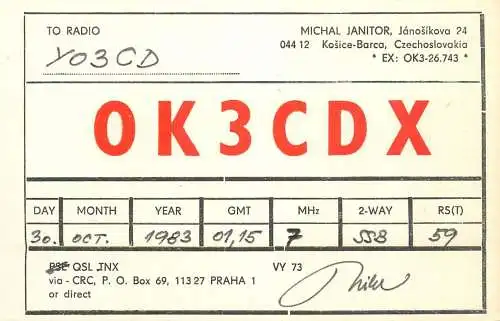 TO RADIO
YO3CD
MICHAL JANITOR, Jánošíkova 24
044 12 Košice-Barca, Czechoslovakia
* EX: OK3-26.743 *
OK3CDX
DAY MONTH YEAR GMT MHz 2-WAY RS(T)
30. OCT. 1983 01,15 7 SSB 59
PSE QSL TNX VY 73
via - CRC, P. O. Box 69, 113 27 PRAHA 1
or direct